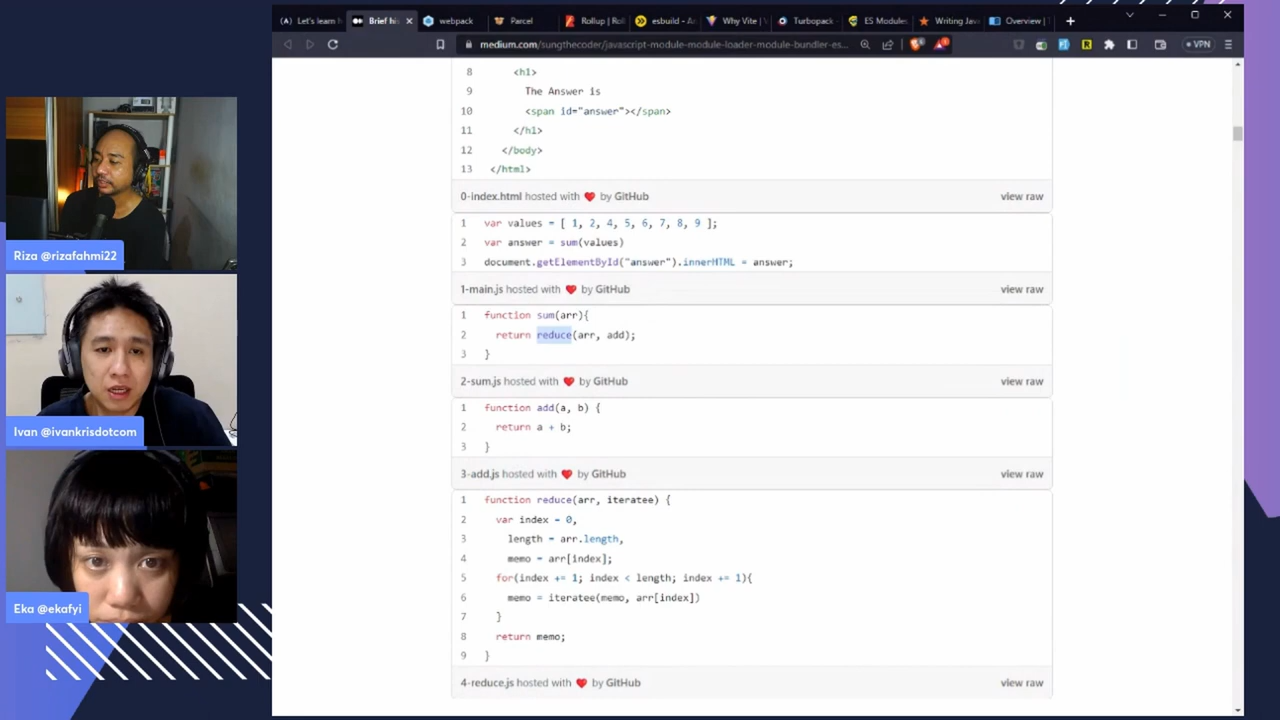 Let's learn h
Brief his
webpack
Parcel
Rollup | Roll
esbuild - An
Why Vite | V
Turbopack -
ES Modules
Writing Java
Overview | T
medium.com/sungthecoder/javascript-module-module-loader-module-bundler-es...
VPN
8 <h1>
9 The Answer is
10 <span id="answer"></span>
11 </h1>
12 </body>
13 </html>
0-index.html hosted with ❤ by GitHub view raw
1 var values = [ 1, 2, 4, 5, 6, 7, 8, 9 ];
2 var answer = sum(values)
3 document.getElementById("answer").innerHTML = answer;
1-main.js hosted with ❤ by GitHub view raw
1 function sum(arr){
2 return reduce(arr, add);
3 }
2-sum.js hosted with ❤ by GitHub view raw
1 function add(a, b) {
2 return a + b;
3 }
3-add.js hosted with ❤ by GitHub view raw
1 function reduce(arr, iteratee) {
2 var index = 0,
3 length = arr.length,
4 memo = arr[index];
5 for(index += 1; index < length; index += 1){
6 memo = iteratee(memo, arr[index])
7 }
8 return memo;
9 }
4-reduce.js hosted with ❤ by GitHub view raw
Riza @rizafahmi22
Ivan @ivankrisdotcom
Eka @ekafyi